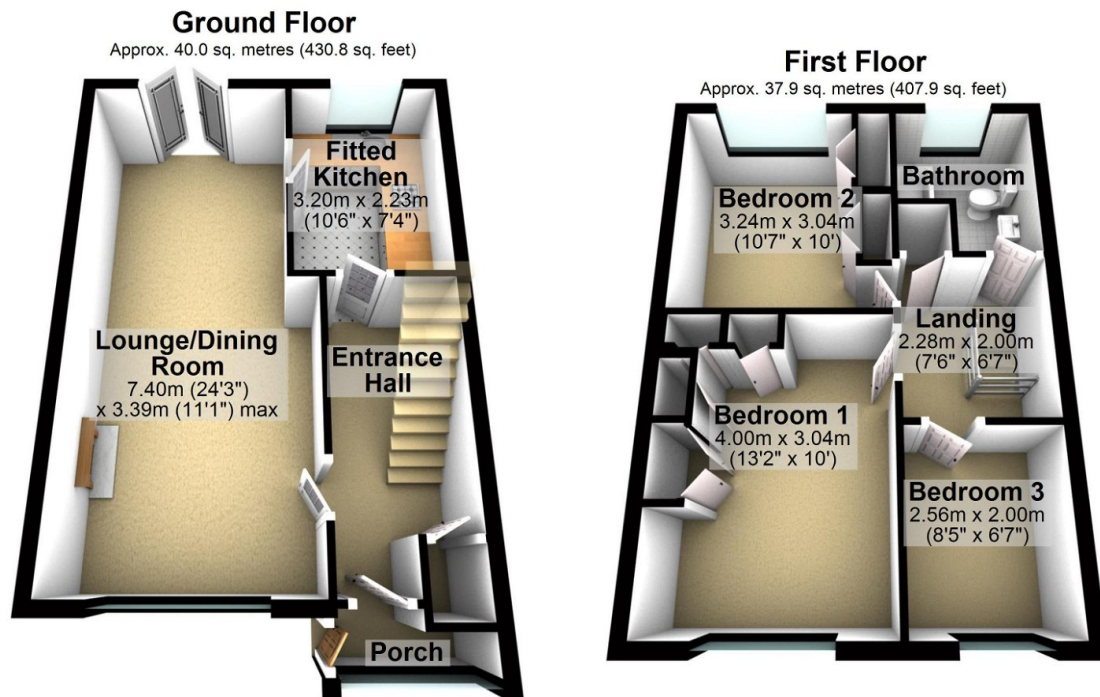 Ground Floor
Approx. 40.0 sq. metres (430.8 sq. feet)
Fitted
Kitchen
3.20m x 2.23m
(10'6" x 7'4")
Lounge/Dining
Room
7.40m (24'3")
x 3.39m (11'1") max
Entrance
Hall
Porch
First Floor
Approx. 37.9 sq. metres (407.9 sq. feet)
Bedroom 2
3.24m x 3.04m
(10'7" x 10')
Bathroom
Landing
2.28m x 2.00m
(7'6" x 6'7")
Bedroom 1
4.00m x 3.04m
(13'2" x 10')
Bedroom 3
2.56m x 2.00m
(8'5" x 6'7")